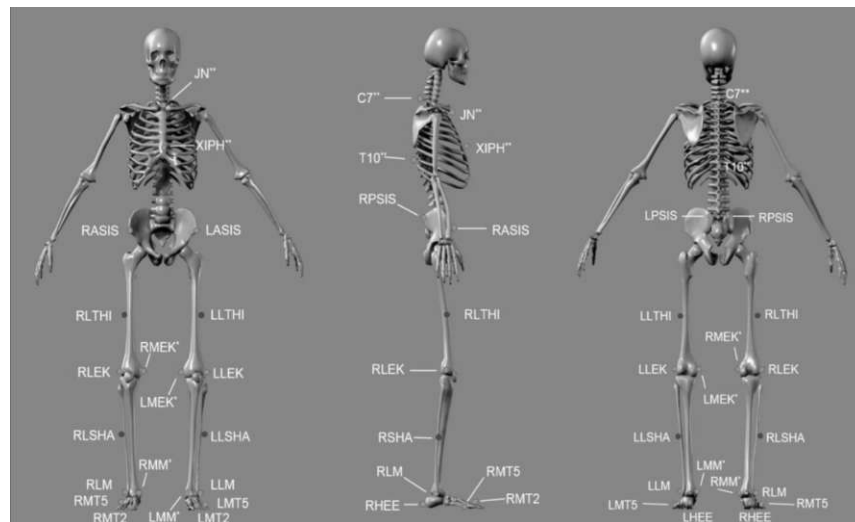 JN**
XIPH**
RASIS LASIS
RLTHI LLTHI
RMEK*
RLEK LLEK
LMEK*
RLSHA LLSHA
RMM*
RLM LLM
RMT5 LMT5
RMT2 LMM* LMT2
C7**
JN**
XIPH**
T10**
RPSIS
RASIS
RLTHI
RLEK
RSHA
RLM RMT5
RHEE RMT2
C7**
T10**
LPSIS RPSIS
LLTHI RLTHI
RMEK*
LLEK RLEK
LMEK*
LLSHA RLSHA
LMM*
RMM*
LLM RLM
LMT5 RMT5
LHEE RHEE